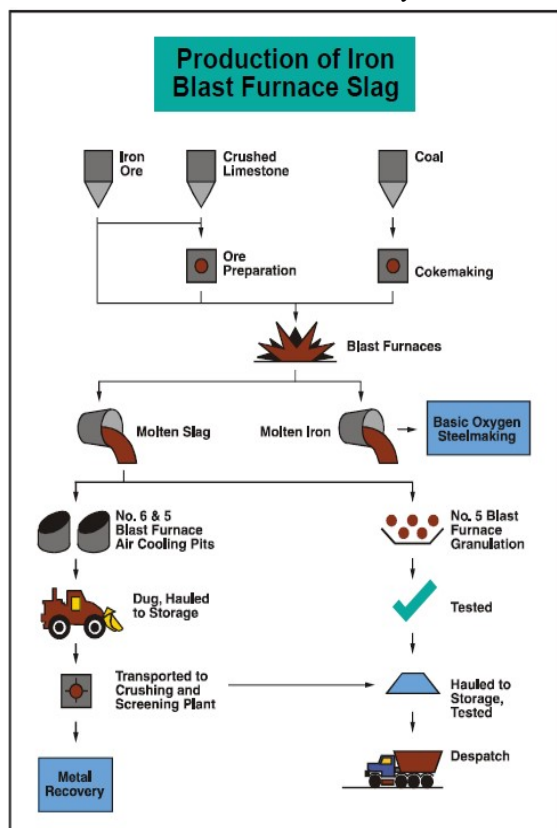 Production of Iron
Blast Furnace Slag
Iron
Ore
Crushed
Limestone
Coal
Ore
Preparation
Cokemaking
Blast Furnaces
Molten Slag
Molten Iron
Basic Oxygen
Steelmaking
No. 6 & 5
Blast Furnace
Air Cooling Pits
No. 5 Blast
Furnace
Granulation
Dug, Hauled
to Storage
Tested
Transported to
Crushing and
Screening Plant
Hauled to
Storage,
Tested
Metal
Recovery
Despatch